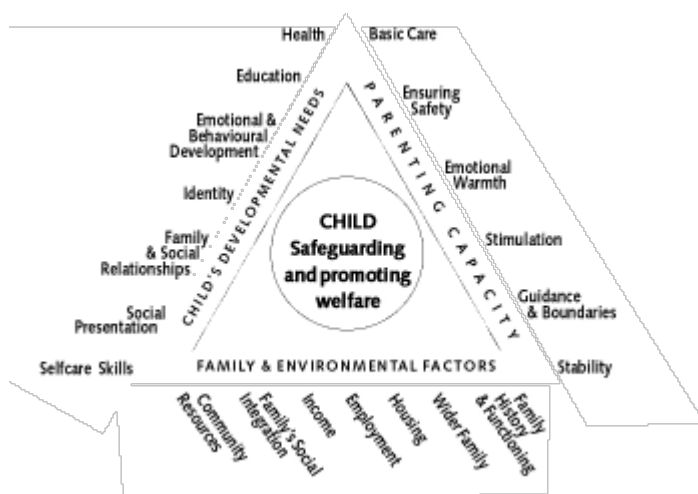 Health
Education
Emotional &
Behavioural
Development
Identity
Family
& Social
Relationships
Social
Presentation
Selfcare Skills
CHILD'S DEVELOPMENTAL NEEDS
Basic Care
Ensuring
Safety
Emotional
Warmth
Stimulation
Guidance
& Boundaries
Stability
PARENTING CAPACITY
CHILD
Safeguarding
and promoting
welfare
FAMILY & ENVIRONMENTAL FACTORS
Community
Resources
Family's Social
Integration
Income
Employment
Housing
Wider Family
Family
History
& Functioning